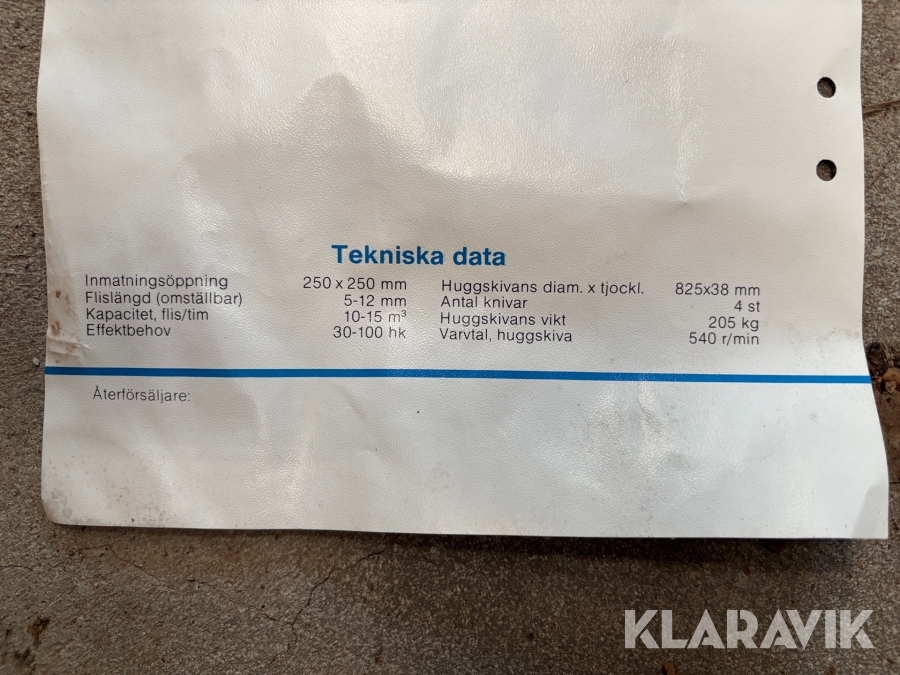 Tekniska data
Inmatningsöppning 250 x 250 mm
Flislängd (omställbar) 5-12 mm
Kapacitet, flis/tim 10-15 m³
Effektbehov 30-100 hk
Huggskivans diam. x tjockl. 825x38 mm
Antal knivar 4 st
Huggskivans vikt 205 kg
Varvtal, huggskiva 540 r/min
Återförsäljare:
KLARAVIK